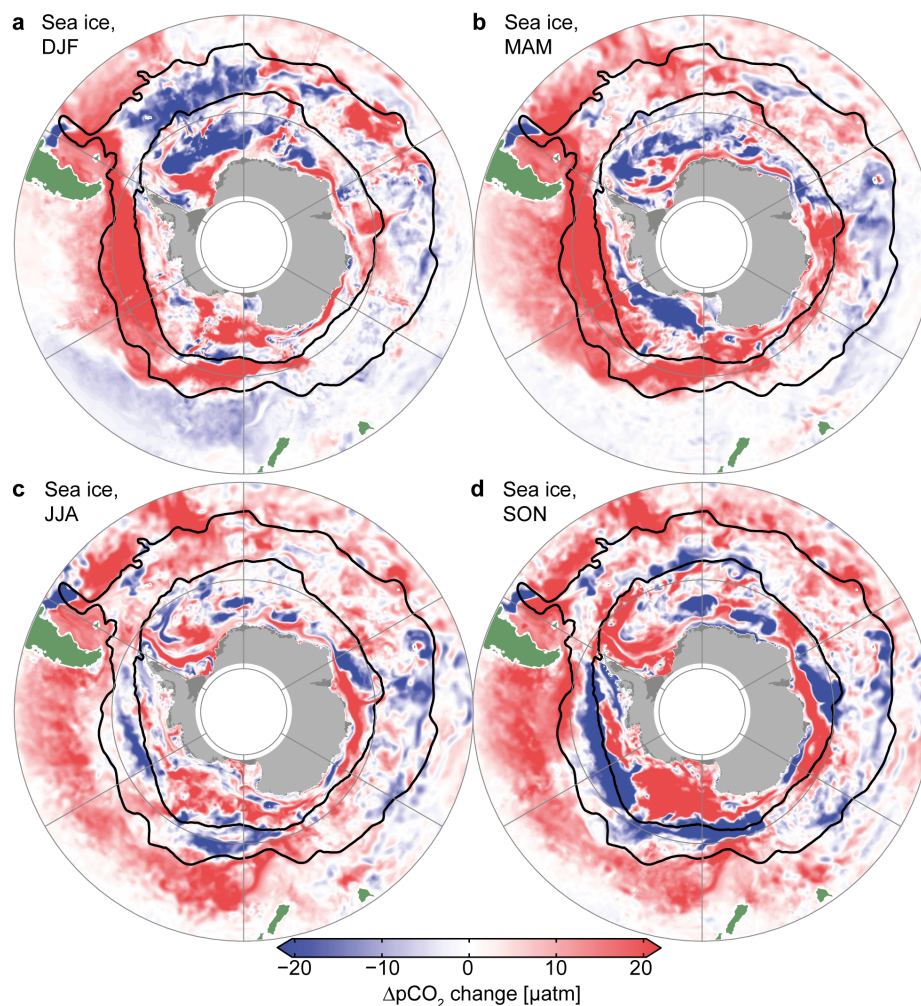 a Sea ice,
DJF
b Sea ice,
MAM
c Sea ice,
JJA
d Sea ice,
SON
−20 −10 0 10 20
ΔpCO₂ change [µatm]